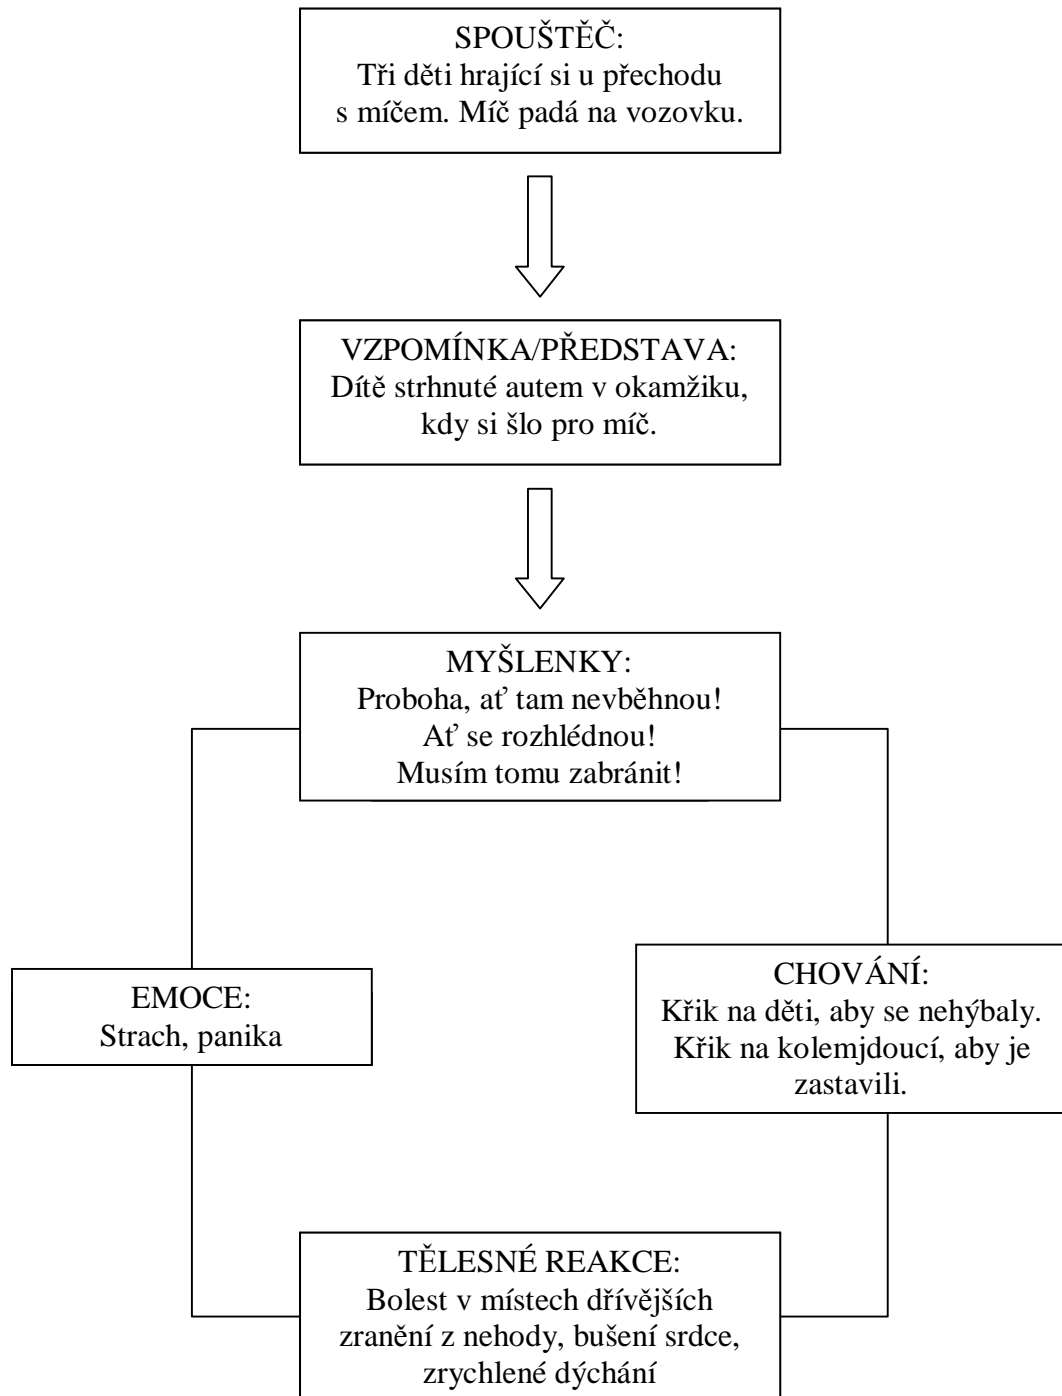 SPOUŠTĚČ:
Tři děti hrající si u přechodu
s míčem. Míč padá na vozovku.
VZPOMÍNKA/PŘEDSTAVA:
Dítě strhnuté autem v okamžiku,
kdy si šlo pro míč.
MYŠLENKY:
Proboha, ať tam nevběhnou!
Ať se rozhlédnou!
Musím tomu zabránit!
EMOCE:
Strach, panika
CHOVÁNÍ:
Křik na děti, aby se nehýbaly.
Křik na kolemjdoucí, aby je
zastavili.
TĚLESNÉ REAKCE:
Bolest v místech dřívějších
zranění z nehody, bušení srdce,
zrychlené dýchání